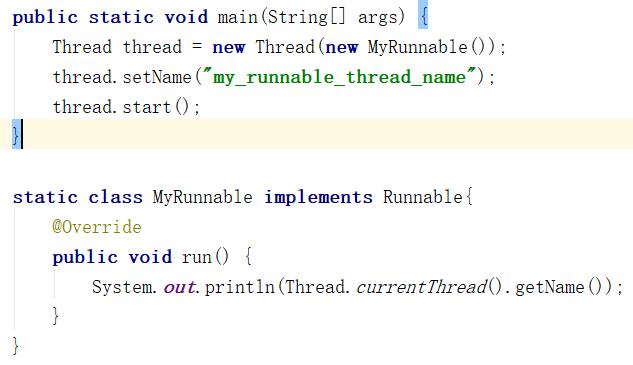 public static void main(String[] args) {
    Thread thread = new Thread(new MyRunnable());
    thread.setName("my_runnable_thread_name");
    thread.start();
}

static class MyRunnable implements Runnable{
    @Override
    public void run() {
        System.out.println(Thread.currentThread().getName());
    }
}